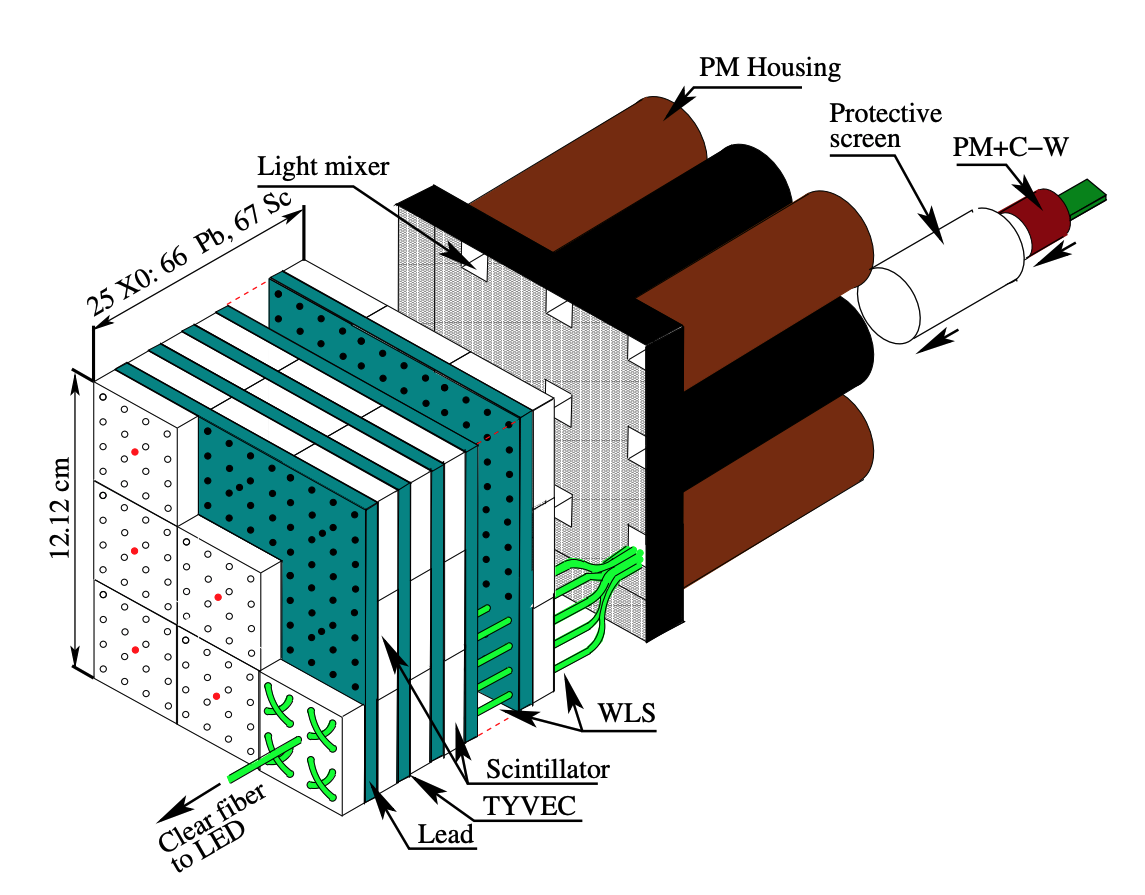 PM Housing
Protective
screen
PM+C−W
Light mixer
25 X0: 66 Pb, 67 Sc
12.12 cm
WLS
Scintillator
TYVEC
Lead
Clear fiber
to LED